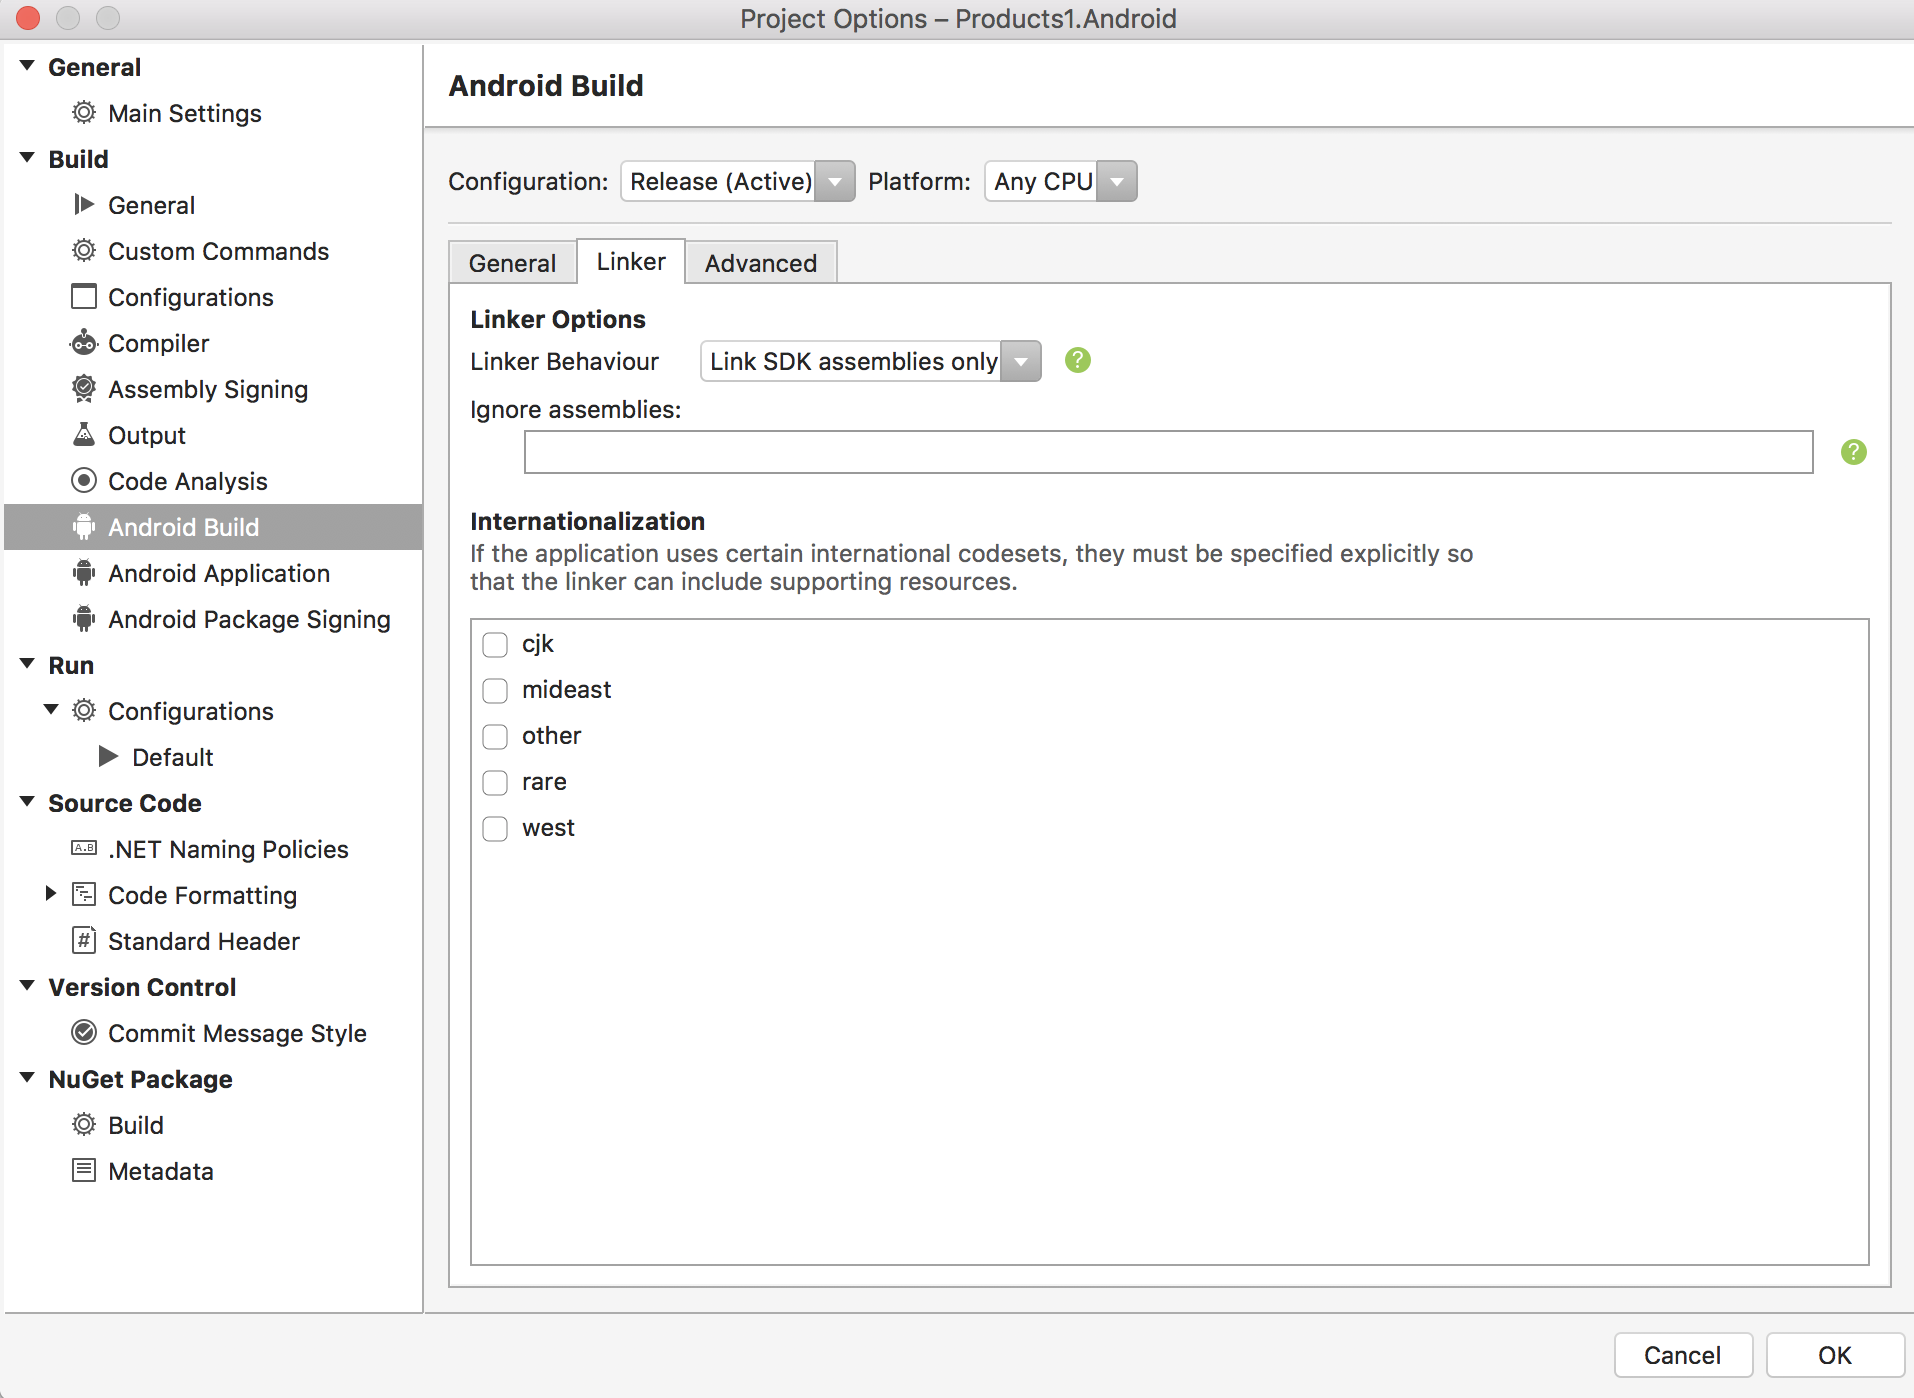 Project Options – Products1.Android
General
Main Settings
Build
General
Custom Commands
Configurations
Compiler
Assembly Signing
Output
Code Analysis
Android Build
Android Application
Android Package Signing
Run
Configurations
Default
Source Code
A.B .NET Naming Policies
Code Formatting
# Standard Header
Version Control
Commit Message Style
NuGet Package
Build
Metadata
Android Build
Configuration: Release (Active) Platform: Any CPU
General Linker Advanced
Linker Options
Linker Behaviour Link SDK assemblies only ?
Ignore assemblies:
?
Internationalization
If the application uses certain international codesets, they must be specified explicitly so
that the linker can include supporting resources.
cjk
mideast
other
rare
west
Cancel OK